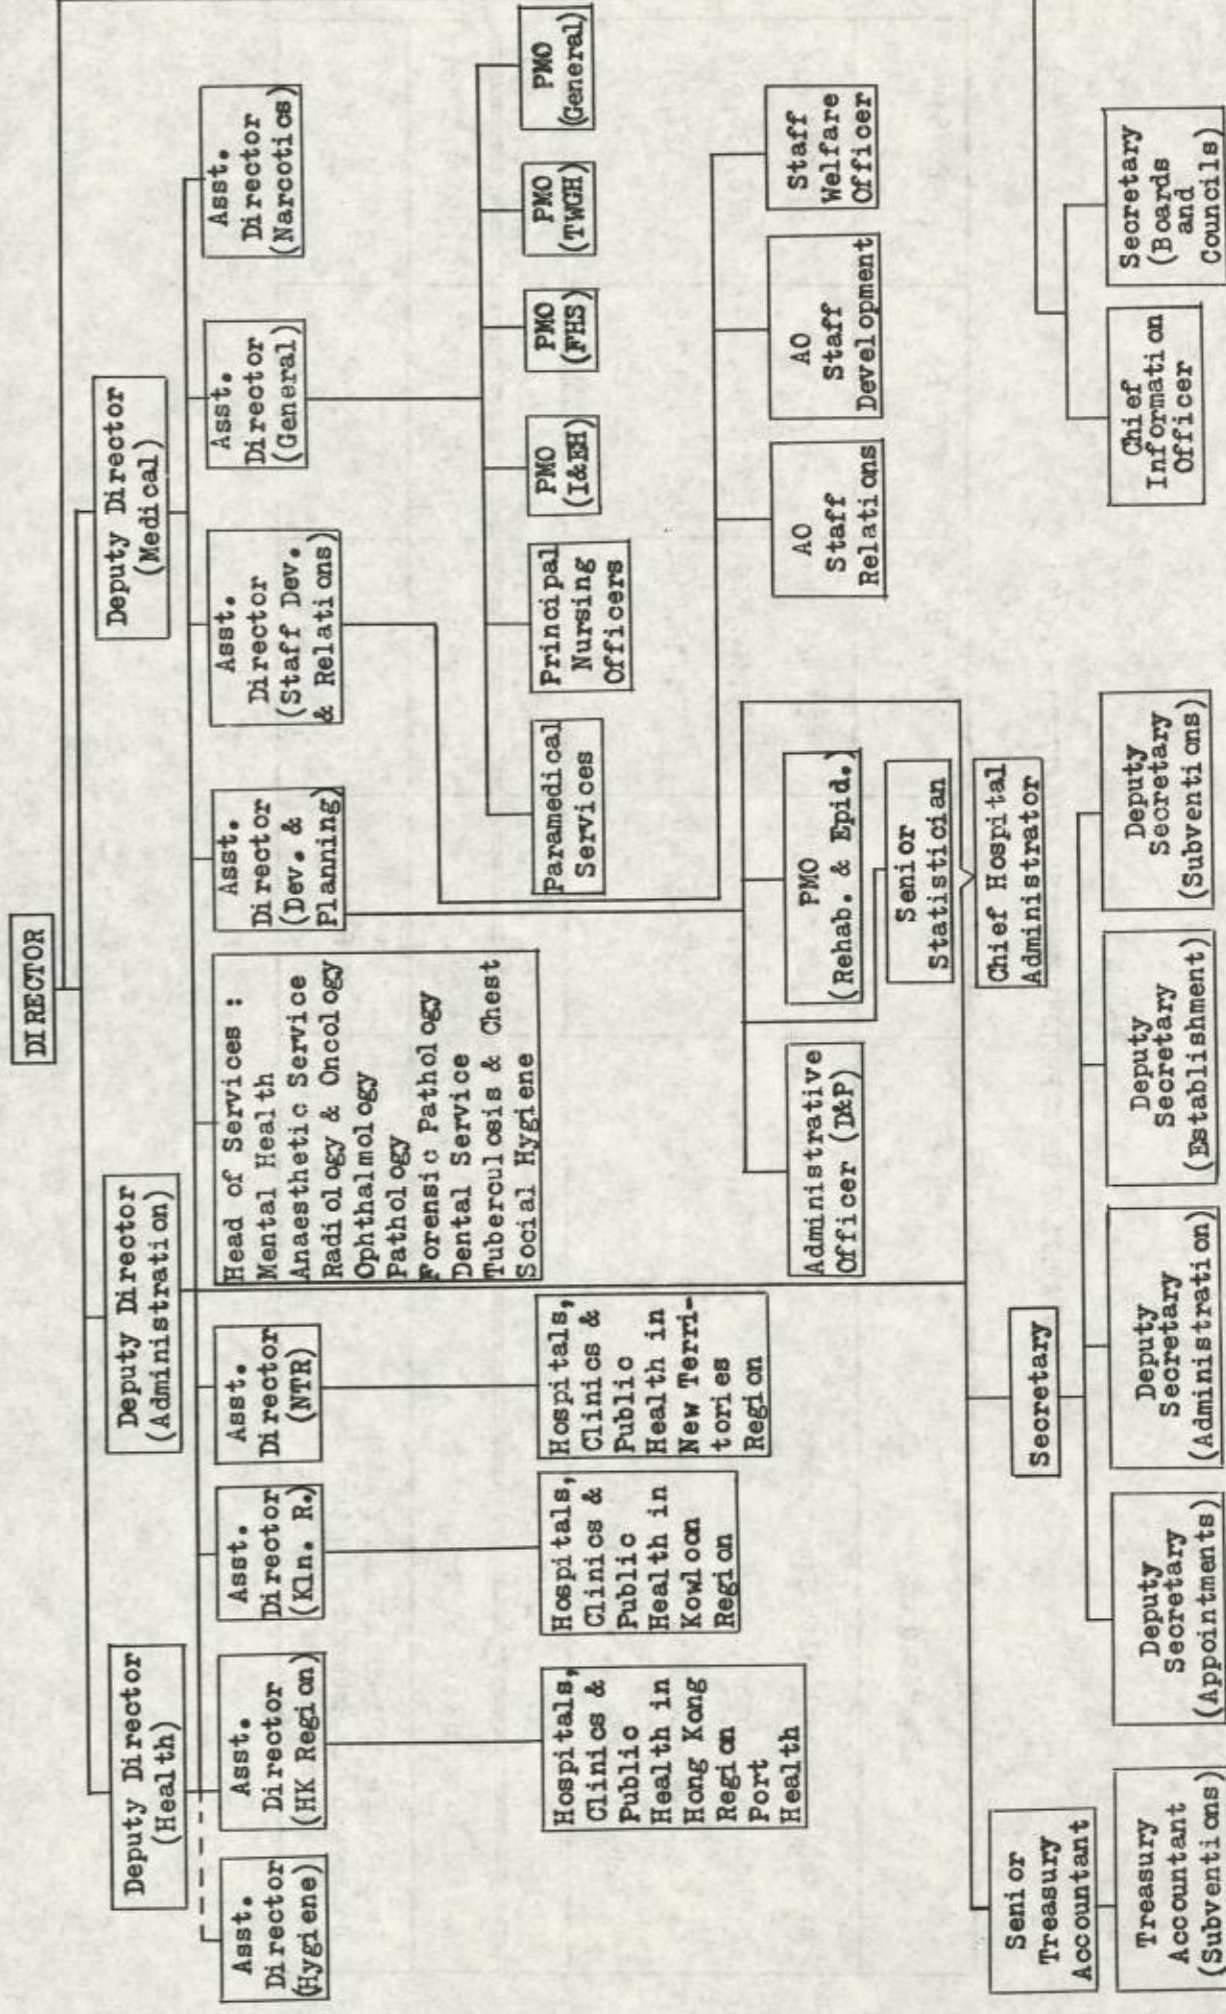 DIRECTOR
Deputy Director
(Health)
Deputy Director
(Administration)
Deputy Director
(Medical)
Asst.
Director
(Hygiene)
Asst.
Director
(HK Region)
Asst.
Director
(Kln. R.)
Asst.
Director
(NTR)
Head of Services :
Mental Health
Anaesthetic Service
Radiology & Oncology
Ophthalmology
Pathology
Forensic Pathology
Dental Service
Tuberculosis & Chest
Social Hygiene
Asst.
Director
(Dev. &
Planning)
Asst.
Director
(Staff Dev.
& Relations)
Asst.
Director
(General)
Asst.
Director
(Narcotics)
Hospitals,
Clinics &
Public
Health in
Hong Kong
Region
Port
Health
Hospitals,
Clinics &
Public
Health in
Kowloon
Region
Hospitals,
Clinics &
Public
Health in
New Terri-
tories
Region
Paramedical
Services
Principal
Nursing
Officers
PMO
(I&EH)
PMO
(FHS)
PMO
(TWGH)
PMO
(General)
Administrative
Officer (D&P)
PMO
(Rehab. & Epid.)
Senior
Statistician
AO
Staff
Relations
AO
Staff
Development
Staff
Welfare
Officer
Chief Hospital
Administrator
Senior
Treasury
Accountant
Secretary
Treasury
Accountant
(Subventions)
Deputy
Secretary
(Appointments)
Deputy
Secretary
(Administration)
Deputy
Secretary
(Establishment)
Deputy
Secretary
(Subventions)
Chief
Information
Officer
Secretary
(Boards
and
Councils)